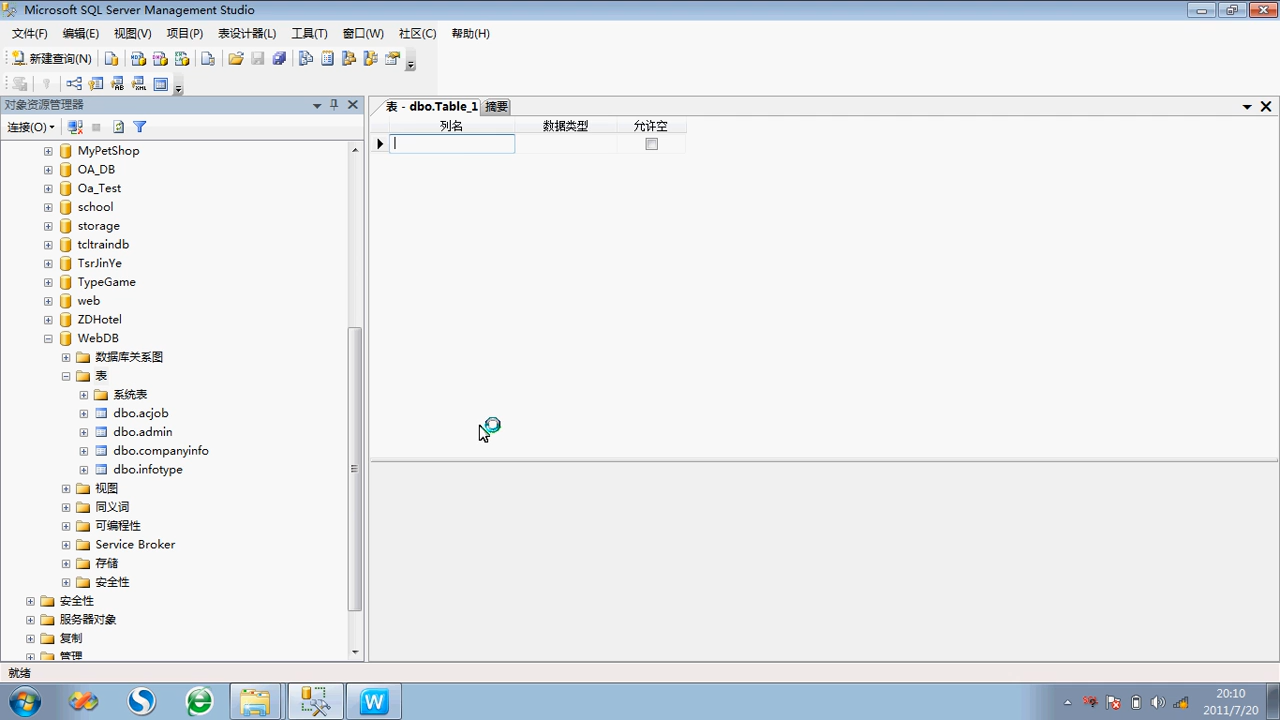 Microsoft SQL Server Management Studio
文件(F) 编辑(E) 视图(V) 项目(P) 表设计器(L) 工具(T) 窗口(W) 社区(C) 帮助(H)
新建查询(N)
对象资源管理器
连接(O)
MyPetShop
OA_DB
Oa_Test
school
storage
tcltraindb
TsrJinYe
TypeGame
web
ZDHotel
WebDB
数据库关系图
表
系统表
dbo.acjob
dbo.admin
dbo.companyinfo
dbo.infotype
视图
同义词
可编程性
Service Broker
存储
安全性
安全性
服务器对象
复制
管理
表 - dbo.Table_1 摘要
列名 数据类型 允许空
就绪
20:10
2011/7/20